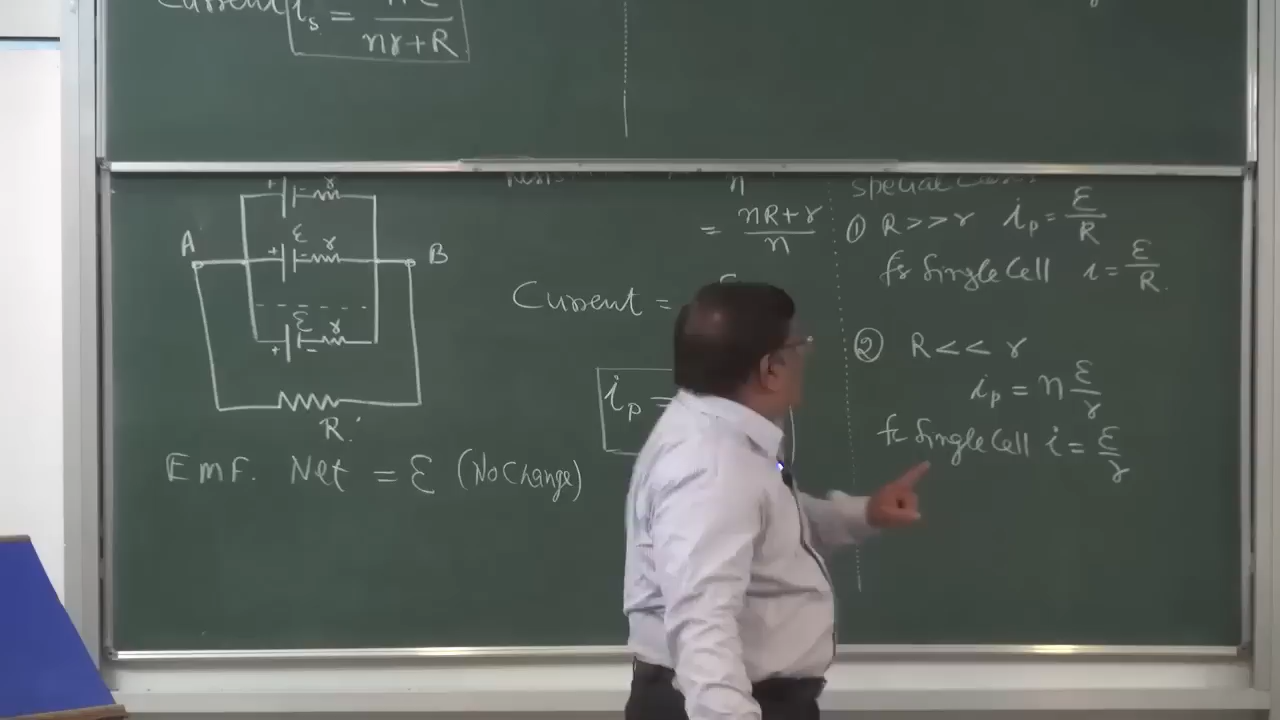 Current i_s = nε/(nr+R)
+ - r
A ε r B
+ -
ε r
+ -
R
EMF. Net = ε (No Change)
n
= (nR+r)/n
Current =
i_p =
special cases
① R>>r i_p = ε/R
for Single Cell i = ε/R
② R<<r
i_p = n ε/r
for Single Cell i = ε/r